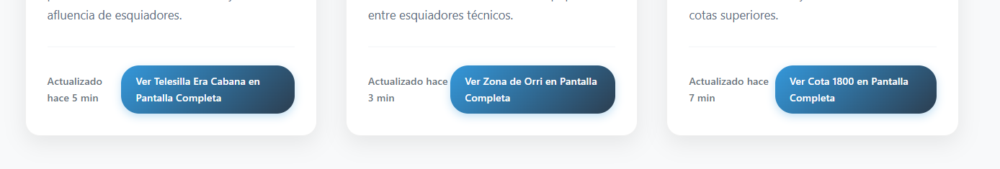 afluencia de esquiadores.
Actualizado
hace 5 min
Ver Telesilla Era Cabana en
Pantalla Completa
entre esquiadores técnicos.
Actualizado hace
3 min
Ver Zona de Orri en Pantalla
Completa
cotas superiores.
Actualizado hace
7 min
Ver Cota 1800 en Pantalla
Completa